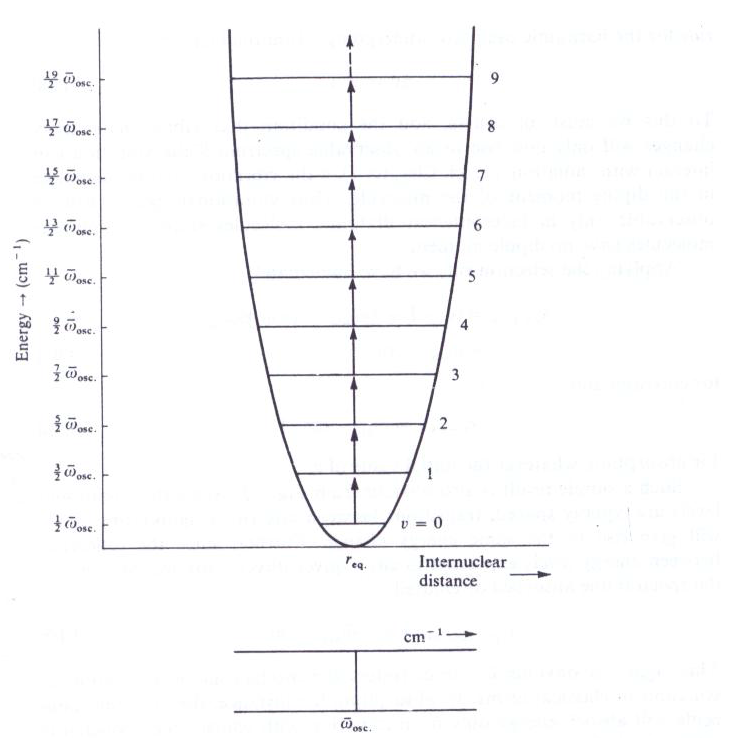 19/2 ω̄osc. 9
17/2 ω̄osc. 8
15/2 ω̄osc. 7
13/2 ω̄osc. 6
11/2 ω̄osc. 5
9/2 ω̄osc. 4
7/2 ω̄osc. 3
5/2 ω̄osc. 2
3/2 ω̄osc. 1
1/2 ω̄osc. v = 0
Energy → (cm⁻¹)
req. Internuclear
distance →
cm⁻¹ →
ω̄osc.